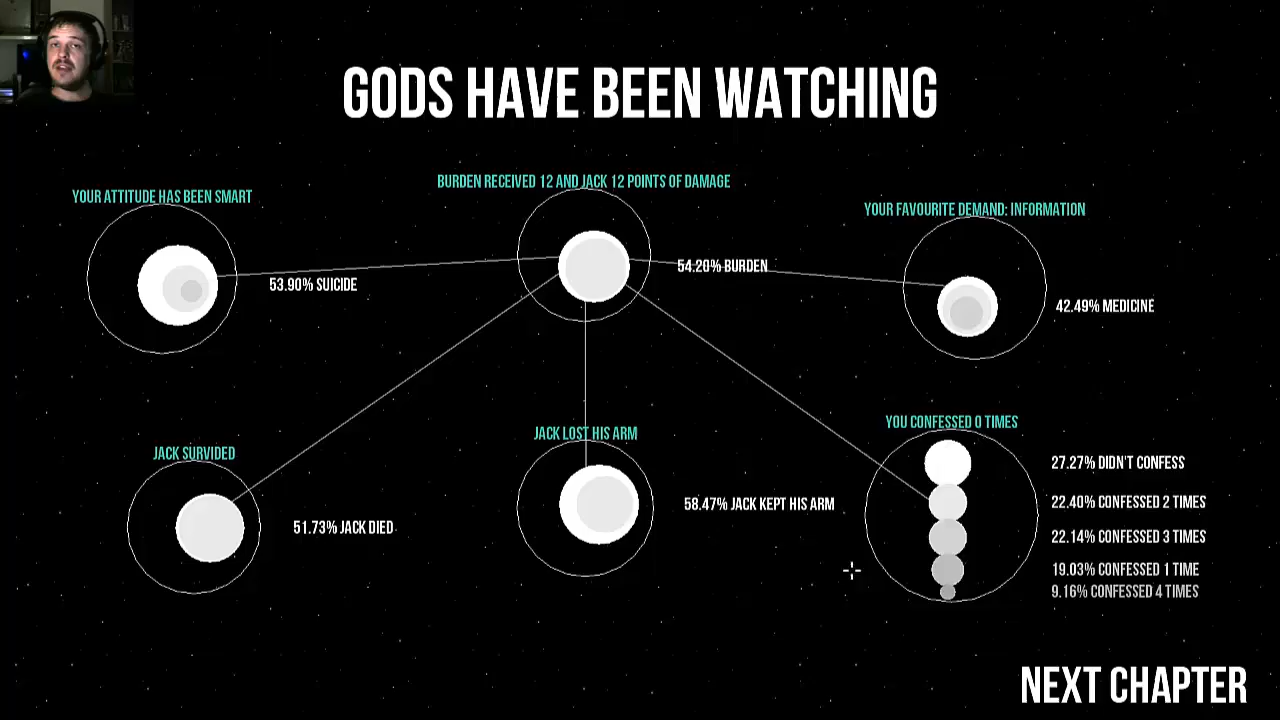 GODS HAVE BEEN WATCHING
YOUR ATTITUDE HAS BEEN SMART
53.90% SUICIDE
BURDEN RECEIVED 12 AND JACK 12 POINTS OF DAMAGE
54.20% BURDEN
YOUR FAVOURITE DEMAND: INFORMATION
42.49% MEDICINE
JACK SURVIDED
51.73% JACK DIED
JACK LOST HIS ARM
58.47% JACK KEPT HIS ARM
YOU CONFESSED 0 TIMES
27.27% DIDN'T CONFESS
22.40% CONFESSED 2 TIMES
22.14% CONFESSED 3 TIMES
19.03% CONFESSED 1 TIME
9.16% CONFESSED 4 TIMES
NEXT CHAPTER